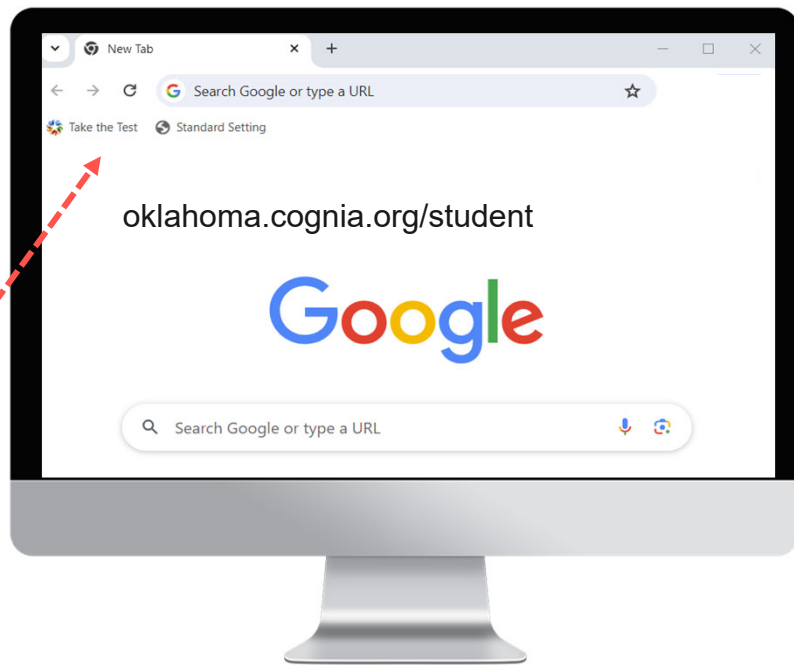 New Tab
Search Google or type a URL
Take the Test Standard Setting
oklahoma.cognia.org/student
Google
Search Google or type a URL